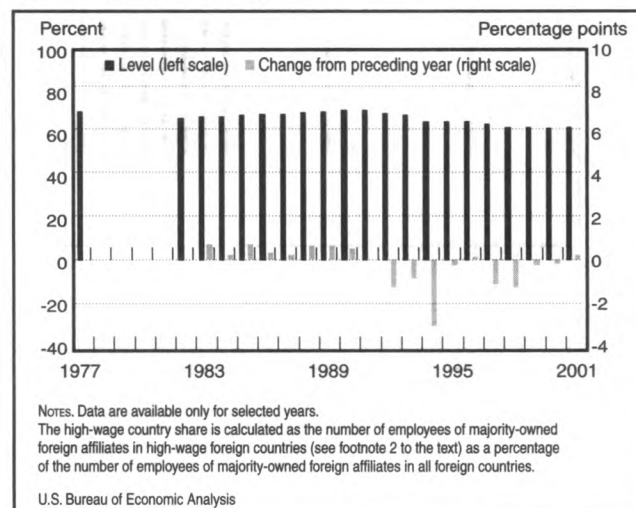 Percent Percentage points
100 10
Level (left scale) Change from preceding year (right scale)
80 8
60 6
40 4
20 2
0 0
-20 -2
-40 -4
1977 1983 1989 1995 2001
NOTES. Data are available only for selected years.
The high-wage country share is calculated as the number of employees of majority-owned
foreign affiliates in high-wage foreign countries (see footnote 2 to the text) as a percentage
of the number of employees of majority-owned foreign affiliates in all foreign countries.
U.S. Bureau of Economic Analysis